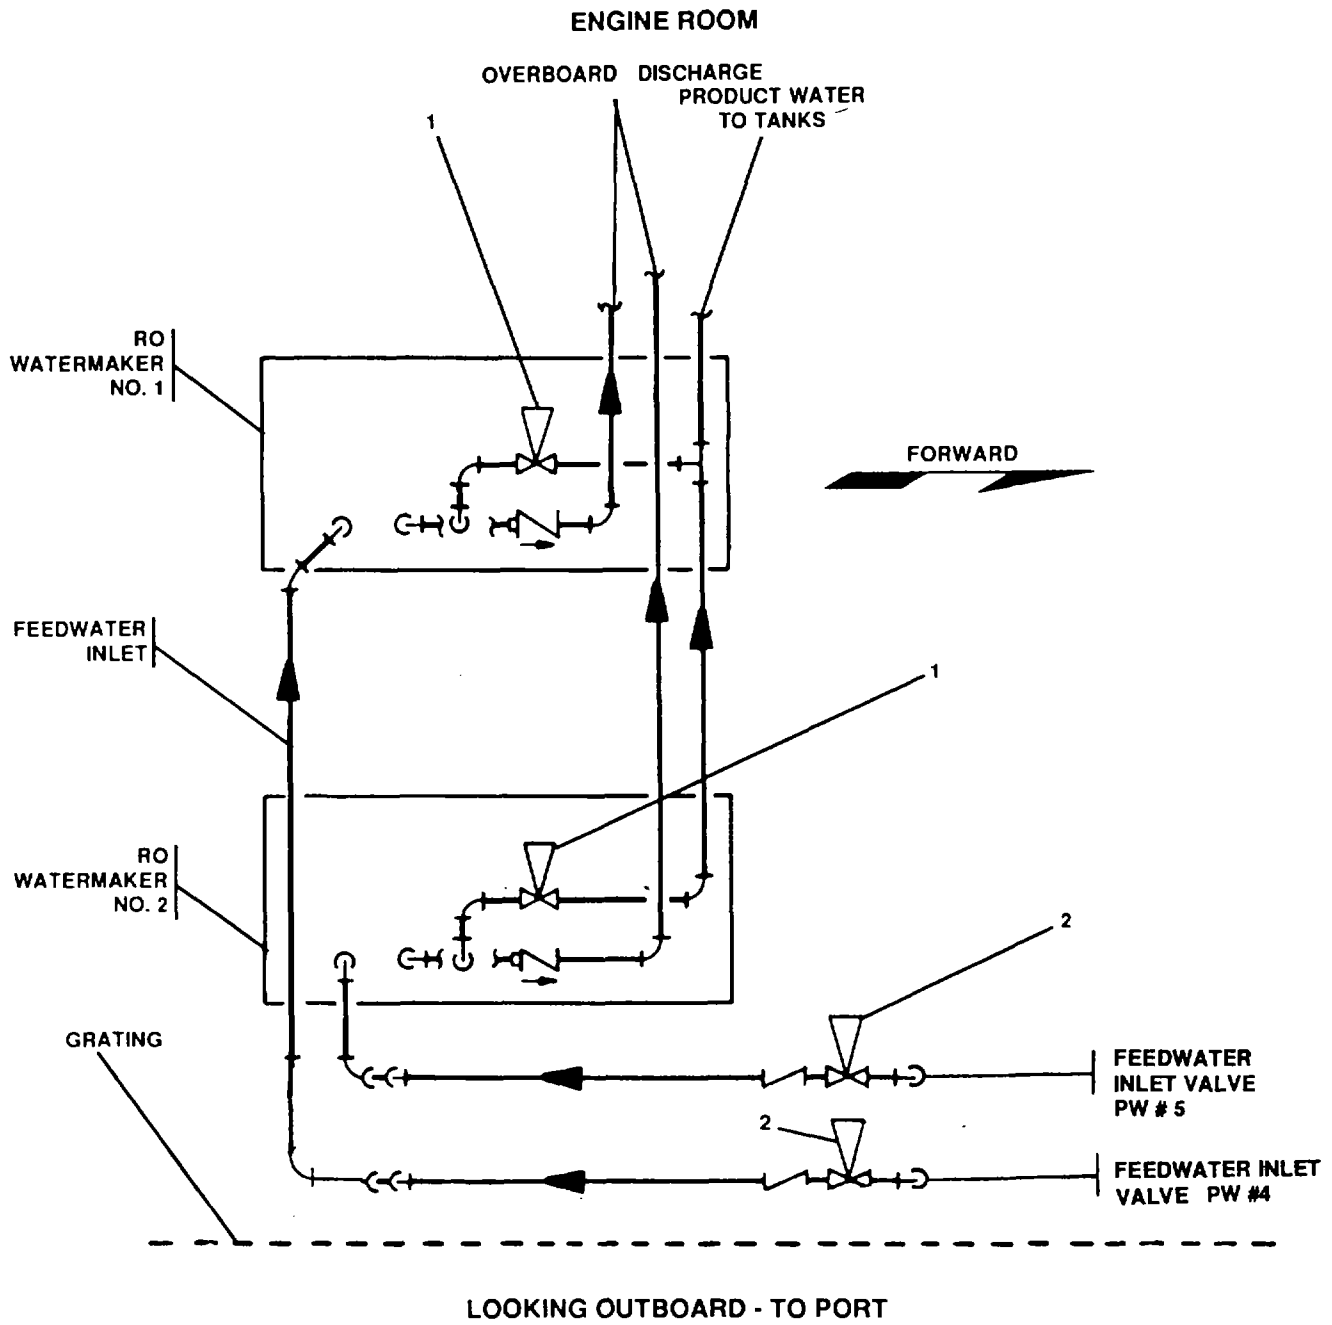 ENGINE ROOM
OVERBOARD DISCHARGE
PRODUCT WATER
TO TANKS
1
RO
WATERMAKER
NO. 1
FORWARD
FEEDWATER
INLET
1
RO
WATERMAKER
NO. 2
2
GRATING
FEEDWATER
INLET VALVE
PW # 5
2
FEEDWATER INLET
VALVE PW #4
LOOKING OUTBOARD - TO PORT